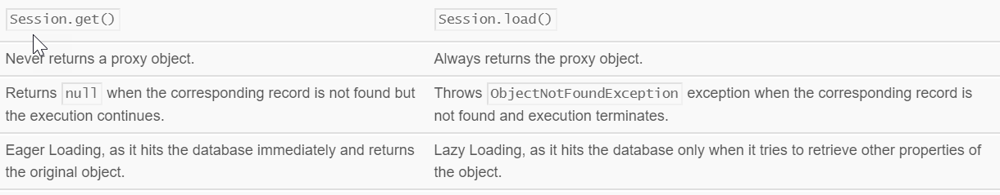 Session.get()
Session.load()
Never returns a proxy object.
Always returns the proxy object.
Returns null when the corresponding record is not found but
the execution continues.
Throws ObjectNotFoundException exception when the corresponding record is
not found and execution terminates.
Eager Loading, as it hits the database immediately and returns
the original object.
Lazy Loading, as it hits the database only when it tries to retrieve other properties of
the object.